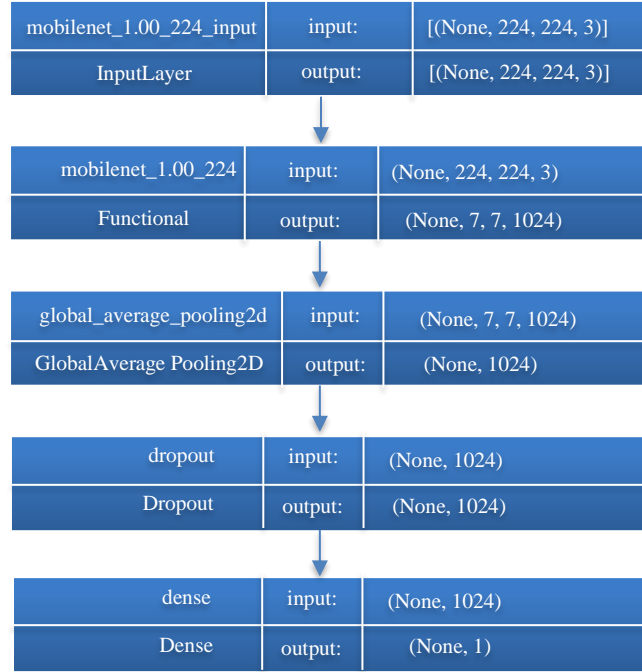 mobilenet_1.00_224_input input: [(None, 224, 224, 3)]
InputLayer output: [(None, 224, 224, 3)]
mobilenet_1.00_224 input: (None, 224, 224, 3)
Functional output: (None, 7, 7, 1024)
global_average_pooling2d input: (None, 7, 7, 1024)
GlobalAverage Pooling2D output: (None, 1024)
dropout input: (None, 1024)
Dropout output: (None, 1024)
dense input: (None, 1024)
Dense output: (None, 1)